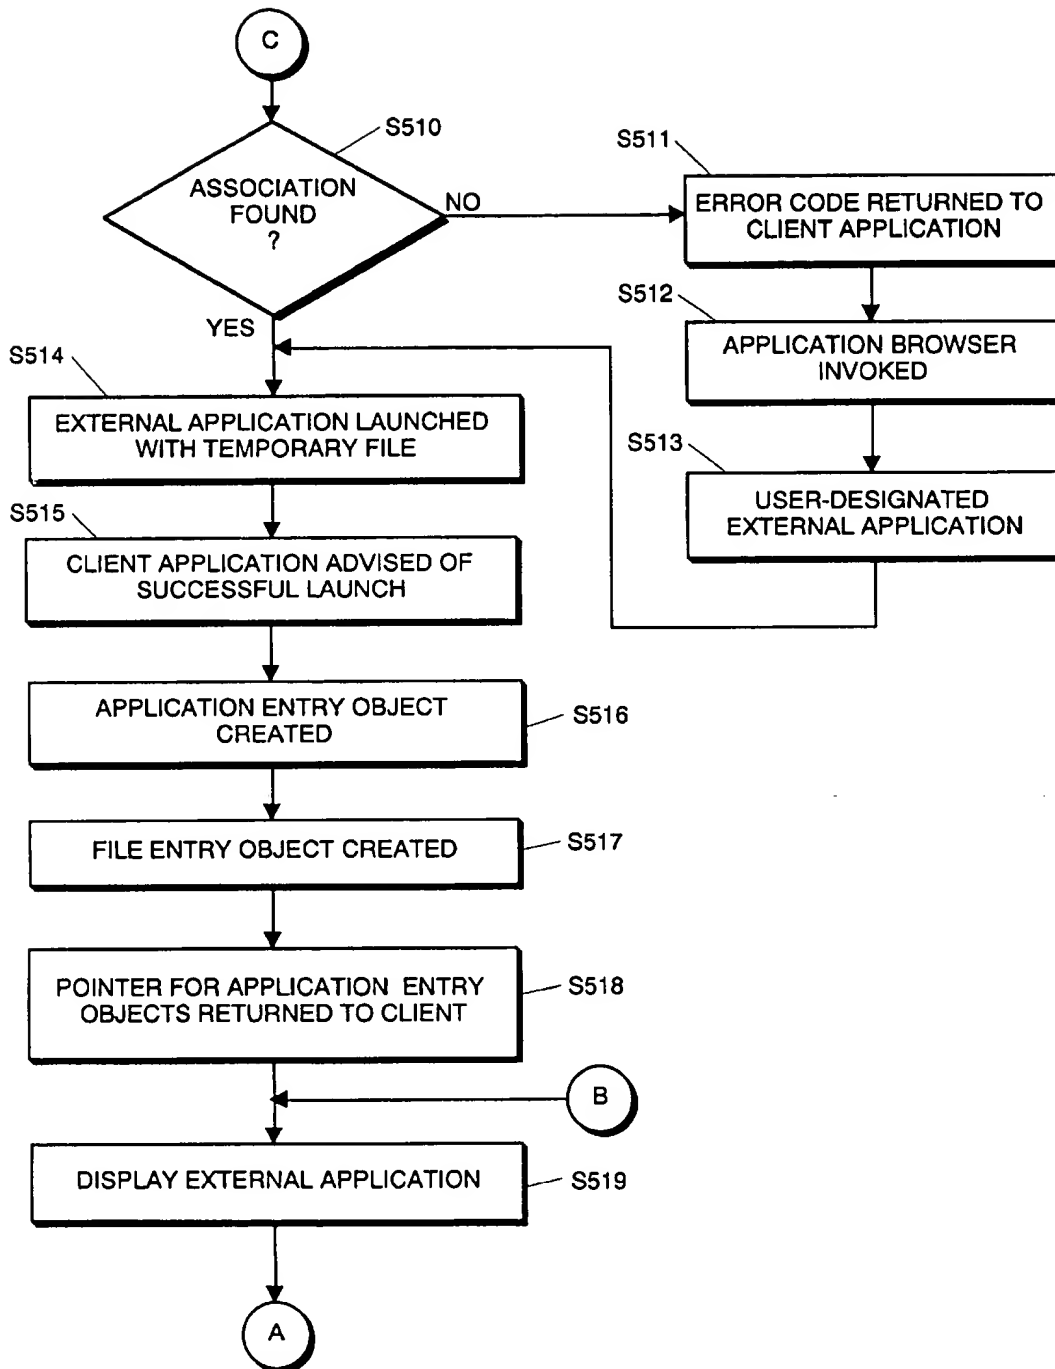 C
S510
ASSOCIATION
FOUND
?
NO
YES
S511
ERROR CODE RETURNED TO
CLIENT APPLICATION
S512
APPLICATION BROWSER
INVOKED
S513
USER-DESIGNATED
EXTERNAL APPLICATION
S514
EXTERNAL APPLICATION LAUNCHED
WITH TEMPORARY FILE
S515
CLIENT APPLICATION ADVISED OF
SUCCESSFUL LAUNCH
APPLICATION ENTRY OBJECT
CREATED
S516
FILE ENTRY OBJECT CREATED
S517
POINTER FOR APPLICATION ENTRY
OBJECTS RETURNED TO CLIENT
S518
B
DISPLAY EXTERNAL APPLICATION
S519
A